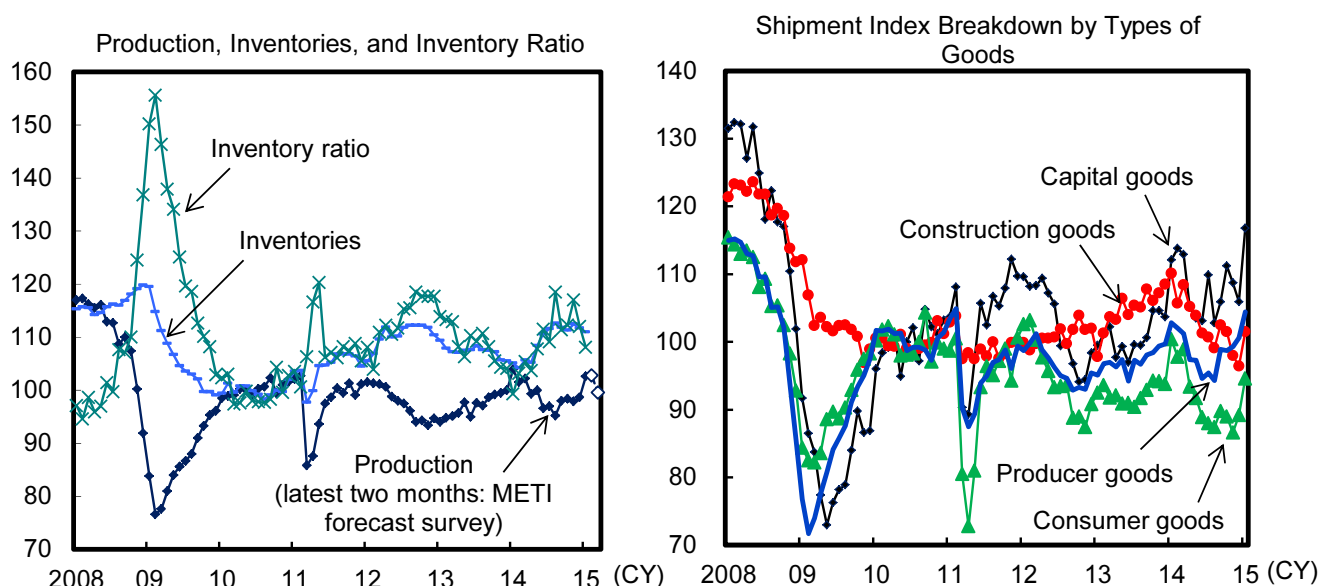 Production, Inventories, and Inventory Ratio
160
150
140
130
120
110
100
90
80
70
Inventory ratio
Inventories
Production
(latest two months: METI
forecast survey)
2008 09 10 11 12 13 14 15 (CY)
Shipment Index Breakdown by Types of
Goods
140
130
120
110
100
90
80
70
Capital goods
Construction goods
Producer goods
Consumer goods
2008 09 10 11 12 13 14 15 (CY)